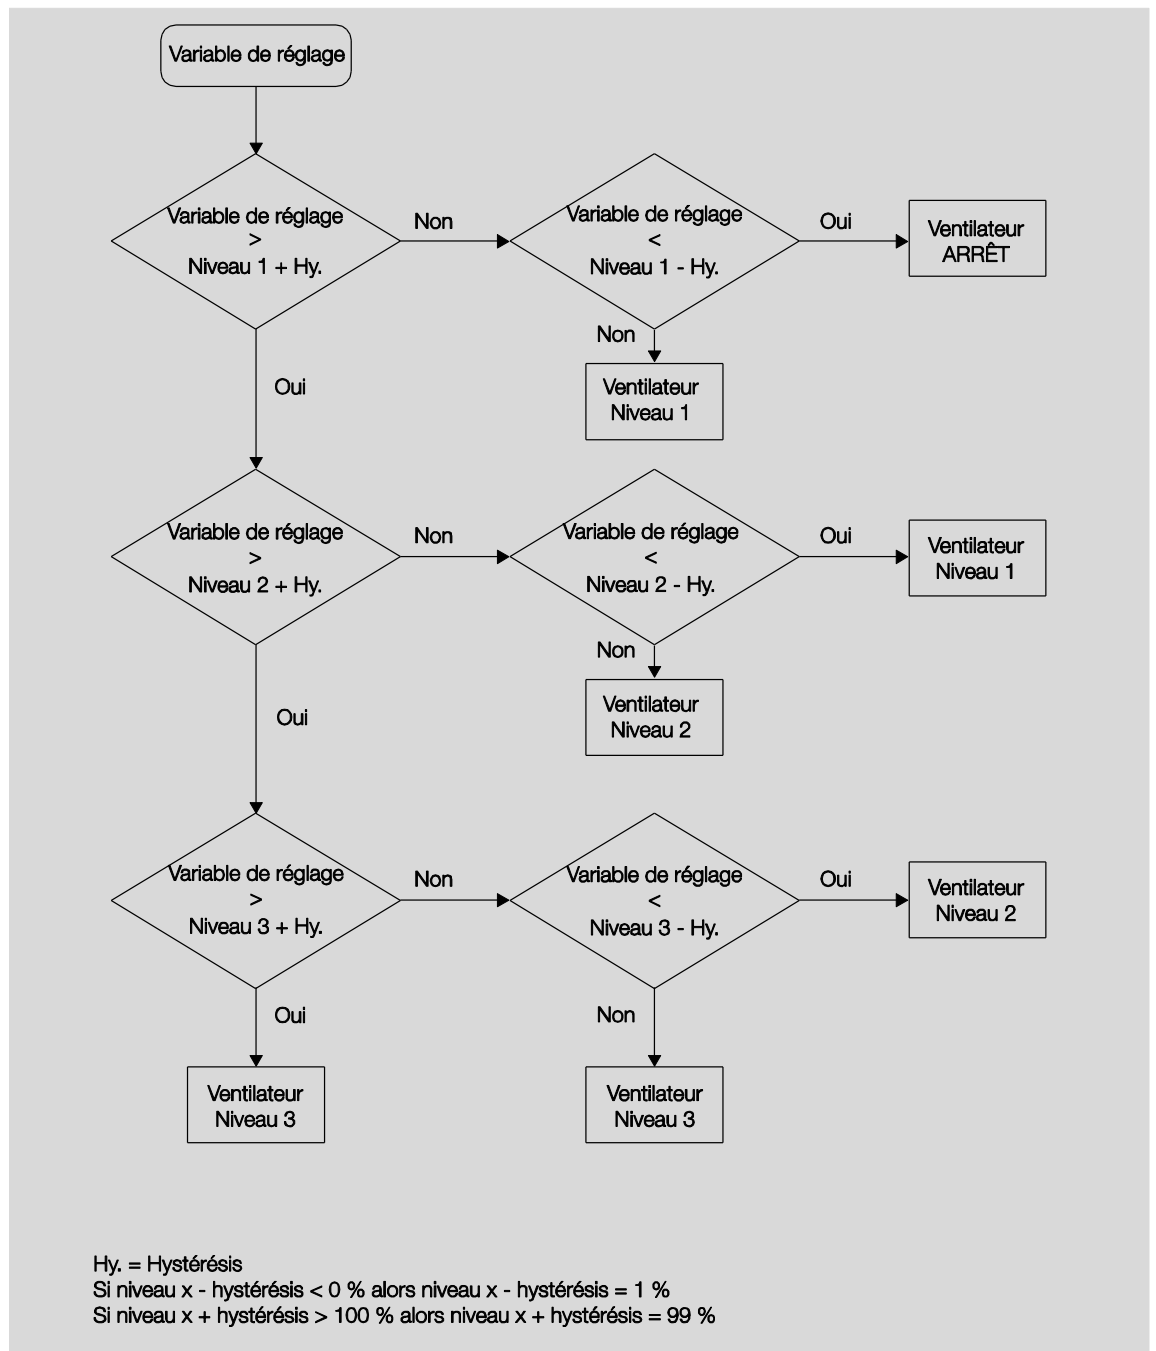 Variable de réglage
Variable de réglage
>
Niveau 1 + Hy.
Non
Variable de réglage
<
Niveau 1 - Hy.
Oui
Ventilateur
ARRÊT
Non
Ventilateur
Niveau 1
Oui
Variable de réglage
>
Niveau 2 + Hy.
Non
Variable de réglage
<
Niveau 2 - Hy.
Oui
Ventilateur
Niveau 1
Non
Ventilateur
Niveau 2
Oui
Variable de réglage
>
Niveau 3 + Hy.
Non
Variable de réglage
<
Niveau 3 - Hy.
Oui
Ventilateur
Niveau 2
Oui
Ventilateur
Niveau 3
Non
Ventilateur
Niveau 3
Hy. = Hystérésis
Si niveau x - hystérésis < 0 % alors niveau x - hystérésis = 1 %
Si niveau x + hystérésis > 100 % alors niveau x + hystérésis = 99 %